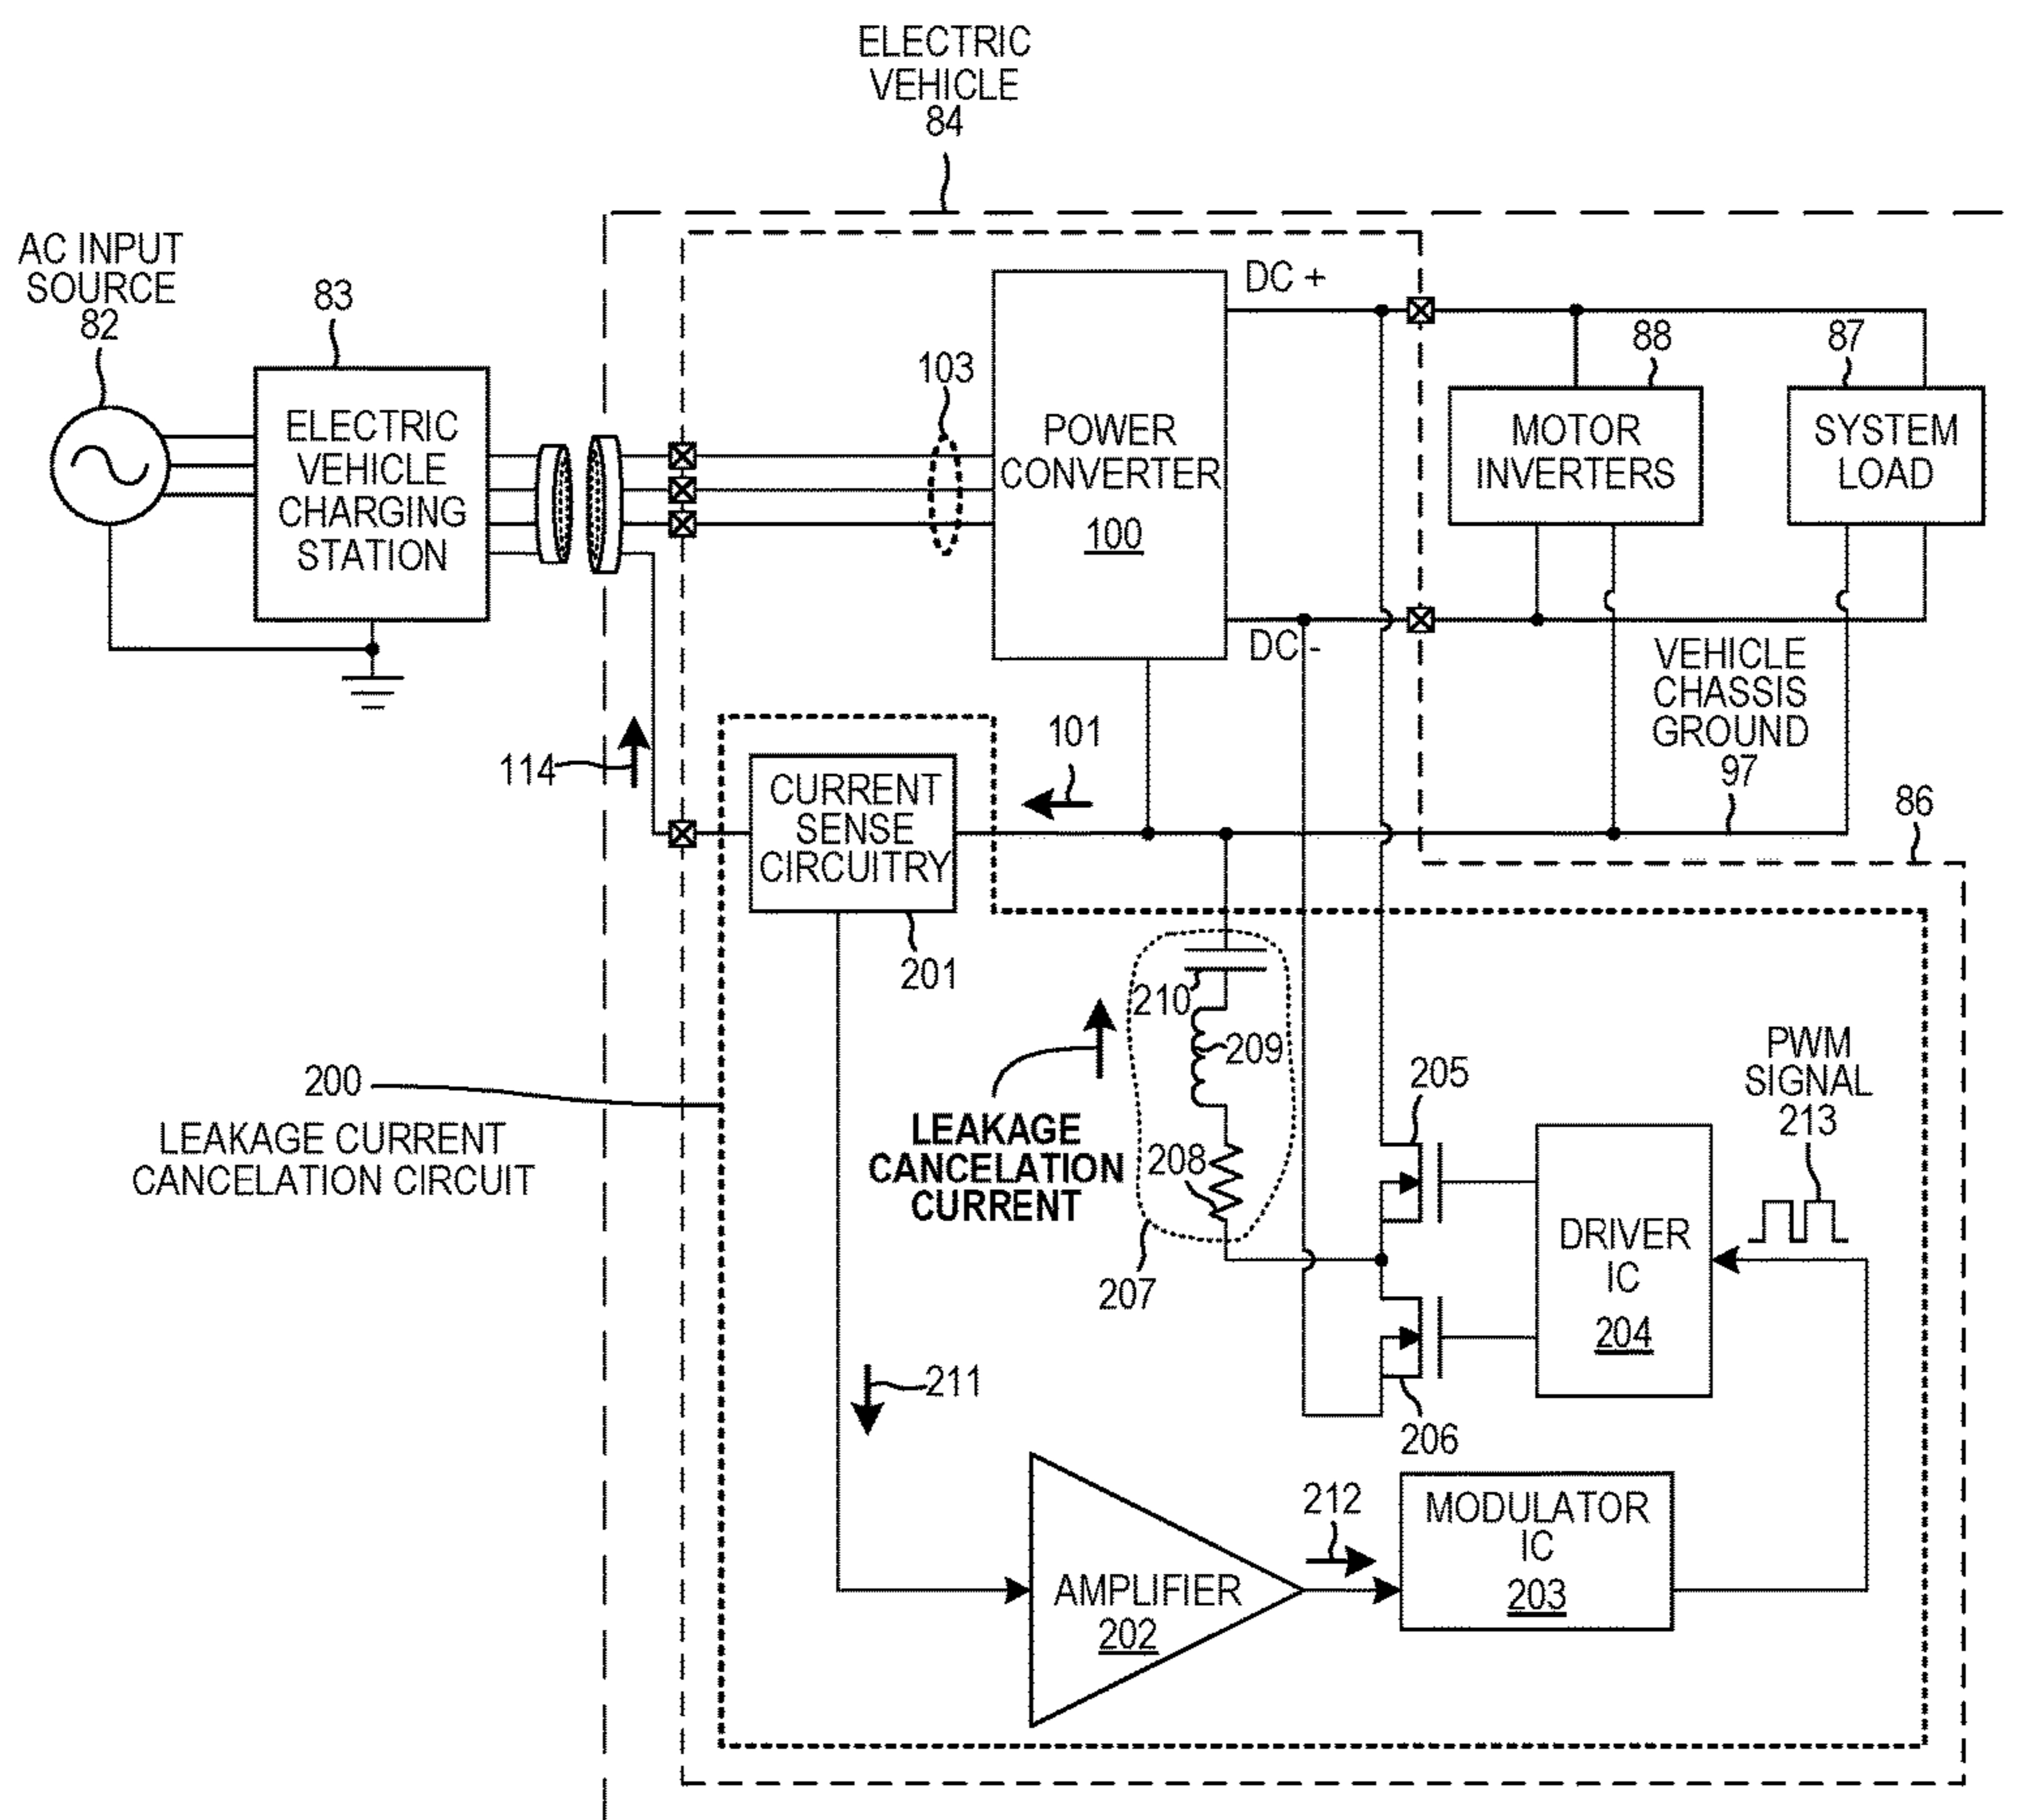 ELECTRIC
VEHICLE
84
AC INPUT
SOURCE
82
83
ELECTRIC
VEHICLE
CHARGING
STATION
103
POWER
CONVERTER
100
DC +
DC -
88
MOTOR
INVERTERS
87
SYSTEM
LOAD
VEHICLE
CHASSIS
GROUND
97
86
114
101
CURRENT
SENSE
CIRCUITRY
201
210
209
208
207
LEAKAGE
CANCELATION
CURRENT
200
LEAKAGE CURRENT
CANCELATION CIRCUIT
205
206
PWM
SIGNAL
213
DRIVER
IC
204
211
AMPLIFIER
202
212
MODULATOR
IC
203